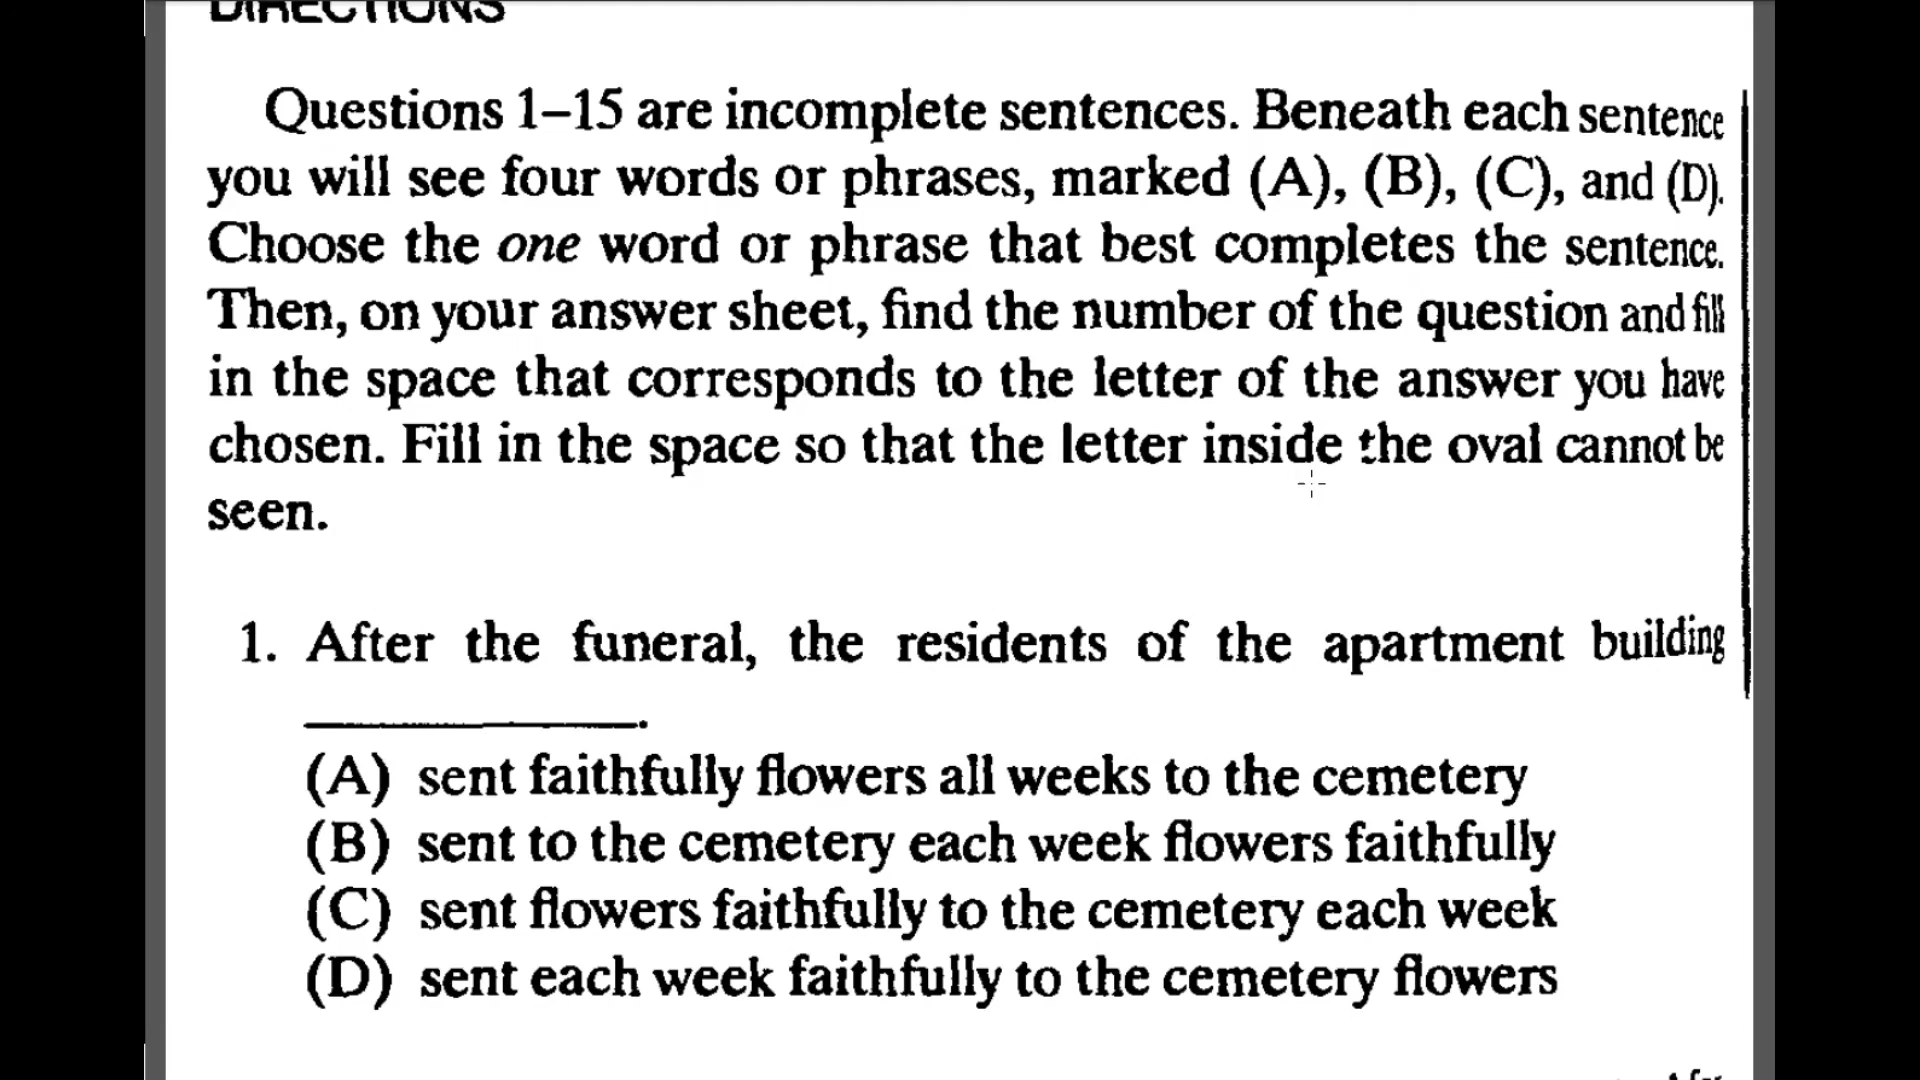 DIRECTIONS
Questions 1–15 are incomplete sentences. Beneath each sentence
you will see four words or phrases, marked (A), (B), (C), and (D).
Choose the one word or phrase that best completes the sentence.
Then, on your answer sheet, find the number of the question and fill
in the space that corresponds to the letter of the answer you have
chosen. Fill in the space so that the letter inside the oval cannot be
seen.
1. After the funeral, the residents of the apartment building
.
(A) sent faithfully flowers all weeks to the cemetery
(B) sent to the cemetery each week flowers faithfully
(C) sent flowers faithfully to the cemetery each week
(D) sent each week faithfully to the cemetery flowers